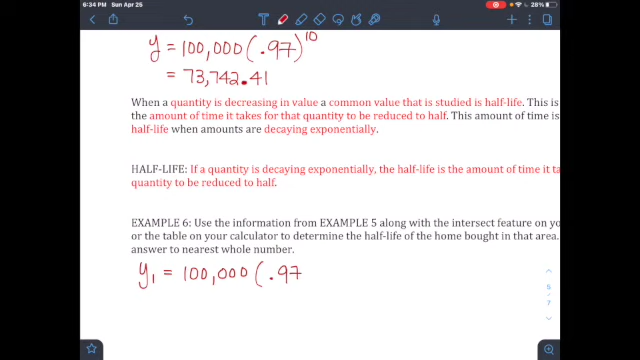 6:34 PM Sun Apr 25
28%
y = 100,000 (.97)^10
= 73,742.41
When a quantity is decreasing in value a common value that is studied is half-life. This is
the amount of time it takes for that quantity to be reduced to half. This amount of time is
half-life when amounts are decaying exponentially.
HALF-LIFE: If a quantity is decaying exponentially, the half-life is the amount of time it ta
quantity to be reduced to half.
EXAMPLE 6: Use the information from EXAMPLE 5 along with the intersect feature on yo
or the table on your calculator to determine the half-life of the home bought in that area.
answer to nearest whole number.
y₁ = 100,000 (.97
5
7